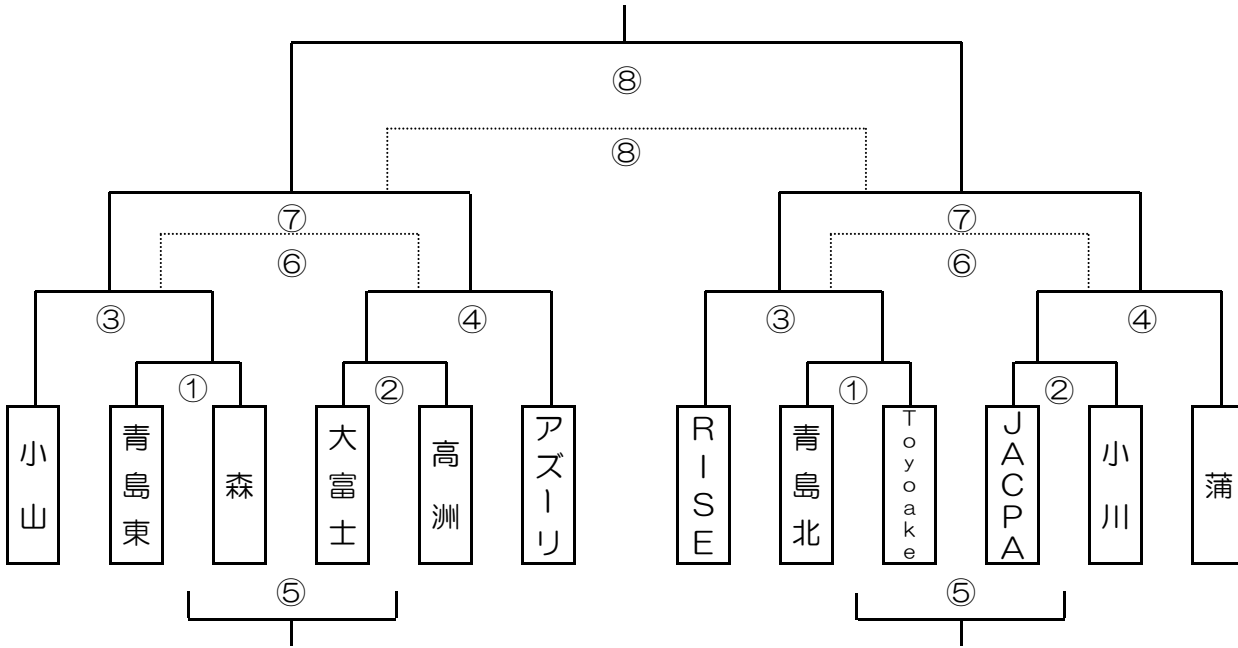 ⑧
⑧
⑦ ⑦
⑥ ⑥
③ ④ ③ ④
① ② ① ②
小山
青島東
森
大富士
高洲
アズーリ
RISE
青島北
Toyoake
JACPA
小川
蒲
⑤ ⑤